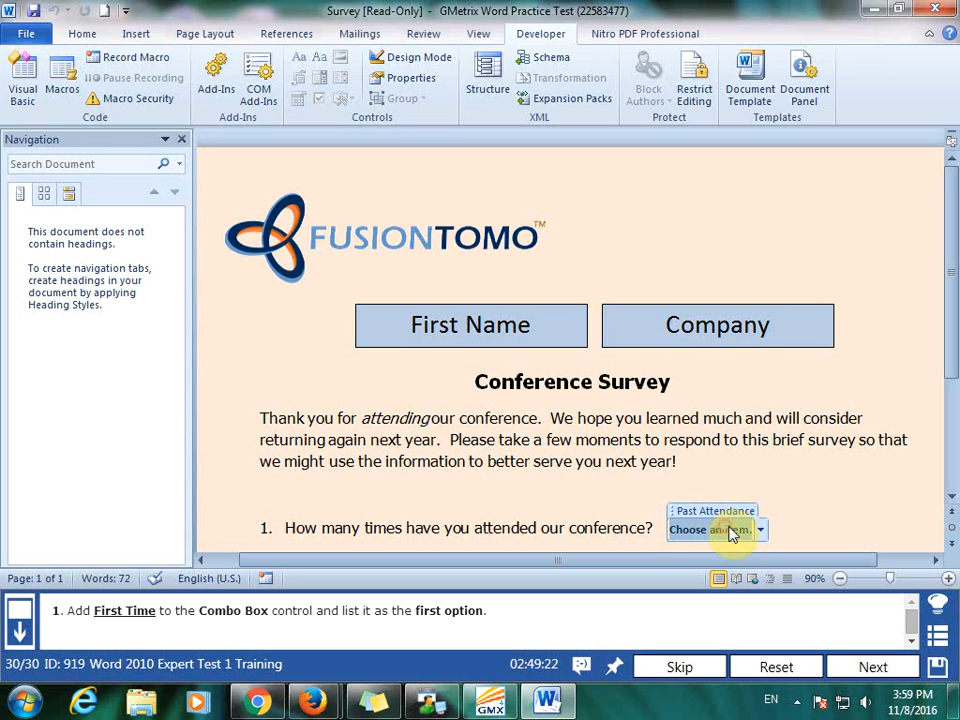 Survey [Read-Only] - GMetrix Word Practice Test (22583477)
File Home Insert Page Layout References Mailings Review View Developer Nitro PDF Professional
Visual Basic
Macros
Record Macro
Pause Recording
Macro Security
Code
Add-Ins
COM Add-Ins
Add-Ins
Aa Aa
Design Mode
Properties
Group
Controls
Structure
Schema
Transformation
Expansion Packs
XML
Block Authors
Restrict Editing
Protect
Document Template
Document Panel
Templates
Navigation
Search Document
This document does not
contain headings.
To create navigation tabs,
create headings in your
document by applying
Heading Styles.
FUSIONTOMO™
First Name
Company
Conference Survey
Thank you for attending our conference. We hope you learned much and will consider
returning again next year. Please take a few moments to respond to this brief survey so that
we might use the information to better serve you next year!
Past Attendance
1. How many times have you attended our conference? Choose an item.
Page: 1 of 1 Words: 72 English (U.S.) 90%
1. Add First Time to the Combo Box control and list it as the first option.
30/30 ID: 919 Word 2010 Expert Test 1 Training 02:49:22 Skip Reset Next
GMX
EN
3:59 PM
11/8/2016